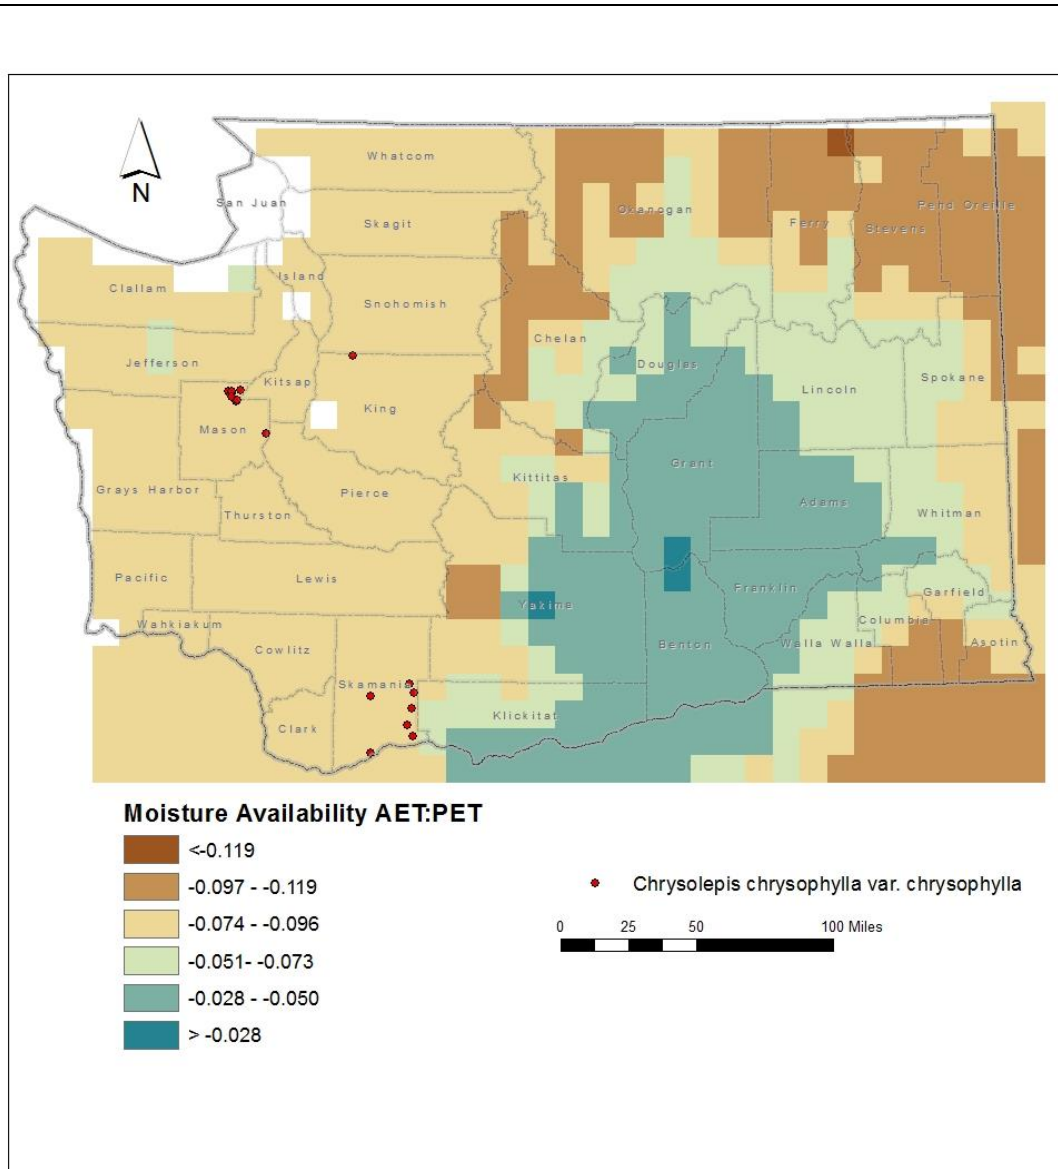 N
Whatcom
San Juan
Skagit
Okanogan
Ferry
Pend Oreille
Stevens
Island
Clallam
Snohomish
Chelan
Jefferson
Douglas
Kitsap
Lincoln
Spokane
King
Mason
Grant
Kittitas
Grays Harbor
Pierce
Adams
Thurston
Whitman
Pacific
Lewis
Franklin
Garfield
Yakima
Wahkiakum
Columbia
Cowlitz
Benton
Walla Walla
Asotin
Skamania
Klickitat
Clark
Moisture Availability AET:PET
<-0.119
-0.097 - -0.119
-0.074 - -0.096
-0.051- -0.073
-0.028 - -0.050
> -0.028
Chrysolepis chrysophylla var. chrysophylla
0 25 50 100 Miles